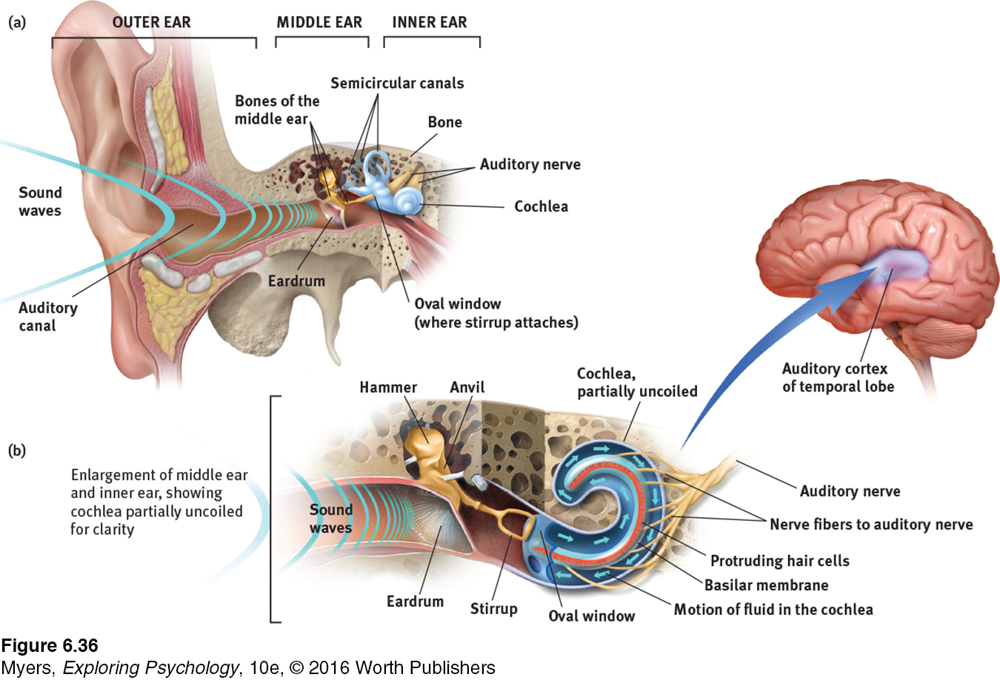 (a)
OUTER EAR
MIDDLE EAR
INNER EAR
Semicircular canals
Bones of the
middle ear
Bone
Auditory nerve
Sound
waves
Cochlea
Eardrum
Auditory
canal
Oval window
(where stirrup attaches)
Auditory cortex
of temporal lobe
(b)
Enlargement of middle ear
and inner ear, showing
cochlea partially uncoiled
for clarity
Hammer
Anvil
Cochlea,
partially uncoiled
Sound
waves
Auditory nerve
Nerve fibers to auditory nerve
Protruding hair cells
Basilar membrane
Motion of fluid in the cochlea
Eardrum
Stirrup
Oval window
Figure 6.36
Myers, Exploring Psychology, 10e, © 2016 Worth Publishers